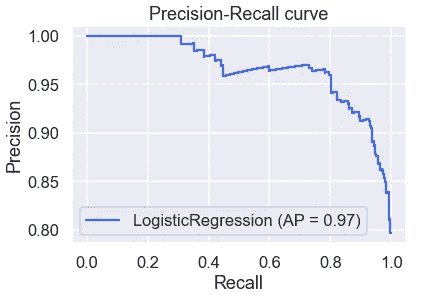 Precision-Recall curve
1.00
0.95
0.90
0.85
0.80
Precision
LogisticRegression (AP = 0.97)
0.0 0.2 0.4 0.6 0.8 1.0
Recall